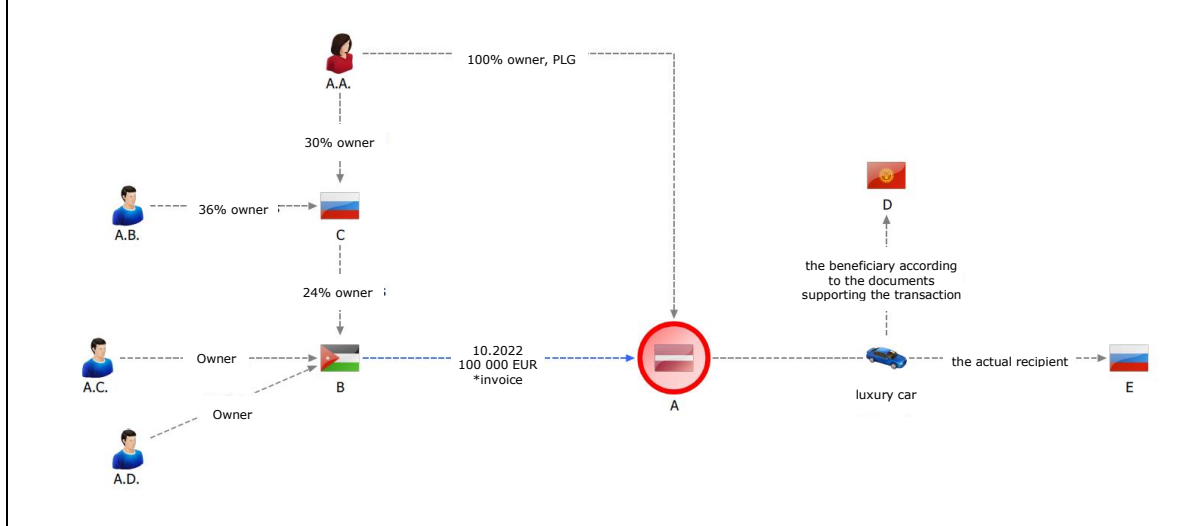 100% owner, PLG
A.A.
30% owner
D
36% owner
A.B.
C
the beneficiary according
to the documents
supporting the transaction
24% owner
10.2022
100 000 EUR
*invoice
Owner
the actual recipient
A.C.
B
A
luxury car
E
Owner
A.D.